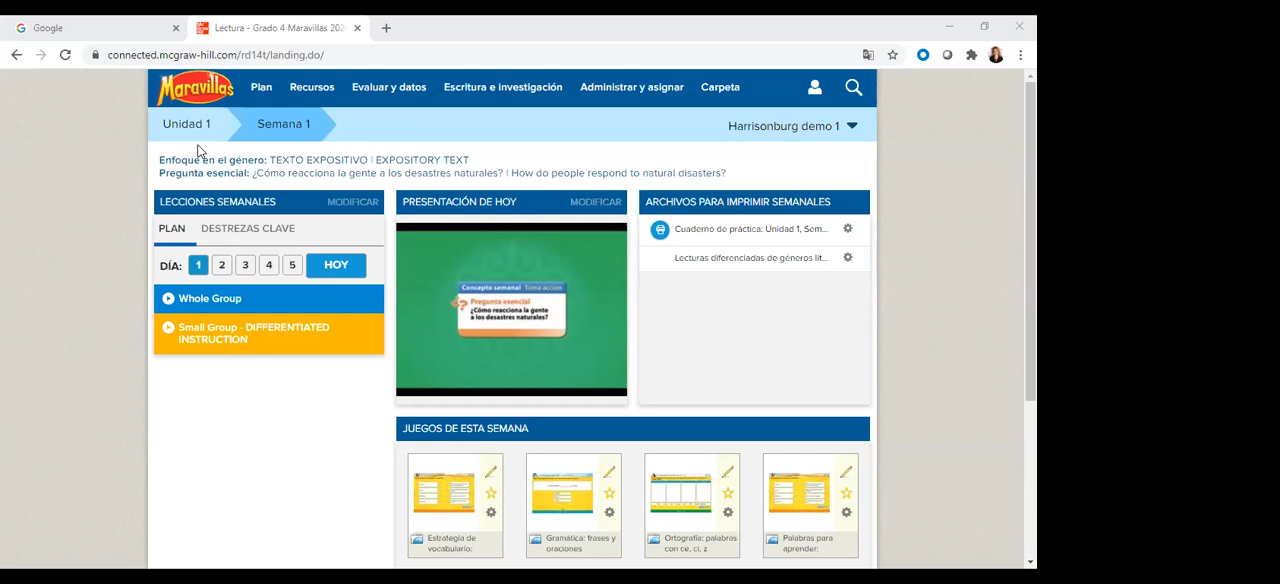 Google
Lectura - Grado 4 Maravillas 202
connected.mcgraw-hill.com/rd14t/landing.do/
Maravillas
Plan
Recursos
Evaluar y datos
Escritura e investigación
Administrar y asignar
Carpeta
Unidad 1
Semana 1
Harrisonburg demo 1
Enfoque en el género: TEXTO EXPOSITIVO | EXPOSITORY TEXT
Pregunta esencial: ¿Cómo reacciona la gente a los desastres naturales? | How do people respond to natural disasters?
LECCIONES SEMANALES
MODIFICAR
PLAN
DESTREZAS CLAVE
DÍA: 1 2 3 4 5 HOY
Whole Group
Small Group - DIFFERENTIATED
INSTRUCTION
PRESENTACIÓN DE HOY
MODIFICAR
Concepto semanal Toma acción
Pregunta esencial
¿Cómo reacciona la gente
a los desastres naturales?
ARCHIVOS PARA IMPRIMIR SEMANALES
Cuaderno de práctica: Unidad 1, Sem...
Lecturas diferenciadas de géneros lit...
JUEGOS DE ESTA SEMANA
Estrategia de
vocabulario:
Gramática: frases y
oraciones
Ortografía: palabras
con ce, ci, z
Palabras para
aprender: